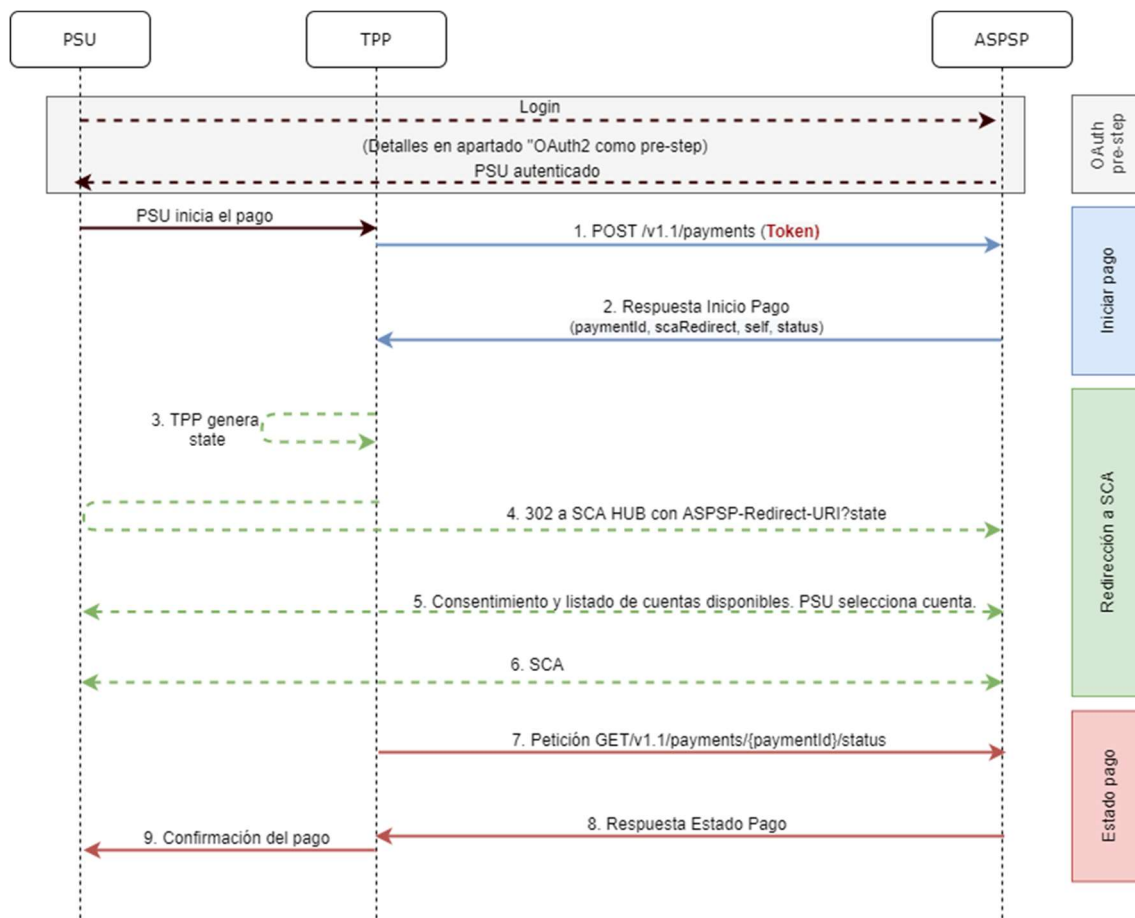 PSU
TPP
ASPSP
Login
(Detalles en apartado "OAuth2 como pre-step)
PSU autenticado
OAuth
pre-step
PSU inicia el pago
1. POST /v1.1/payments (Token)
2. Respuesta Inicio Pago
(paymentId, scaRedirect, self, status)
Iniciar pago
3. TPP genera
state
4. 302 a SCA HUB con ASPSP-Redirect-URI?state
5. Consentimiento y listado de cuentas disponibles. PSU selecciona cuenta.
6. SCA
Redirección a SCA
7. Petición GET/v1.1/payments/{paymentId}/status
8. Respuesta Estado Pago
9. Confirmación del pago
Estado pago